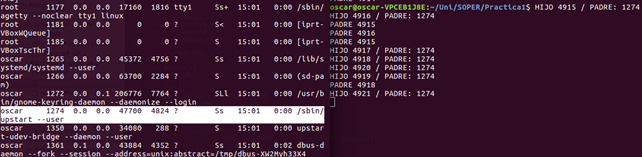 root      1177  0.0  0.0  17160  1816 tty1     Ss+  15:01   0:00 /sbin/
agetty --noclear tty1 linux
root      1181  0.0  0.0      0     0 ?        S<   15:01   0:00 [iprt-
VBoxWQueue]
root      1185  0.0  0.0      0     0 ?        S    15:01   0:00 [iprt-
VBoxTscThr]
oscar     1265  0.0  0.0  45372  4756 ?        Ss   15:01   0:00 /lib/s
ystemd/systemd --user
oscar     1266  0.0  0.0  63700  2284 ?        S    15:01   0:00 (sd-pa
m)
oscar     1272  0.0  0.1 206776  7764 ?        SLl  15:01   0:00 /usr/b
in/gnome-keyring-daemon --daemonize --login
oscar     1274  0.0  0.0  47700  4824 ?        Ss   15:01   0:00 /sbin/
upstart --user
oscar     1350  0.0  0.0  34080   288 ?        S    15:01   0:00 upstar
t-udev-bridge --daemon --user
oscar     1361  0.1  0.0  43884  4352 ?        Ss   15:01   0:02 dbus-d
aemon --fork --session --address=unix:abstract=/tmp/dbus-XW2Myh33X4
oscar@oscar-VPCEB1J8E:~/Uni/SOPER/Practica1$ HIJO 4915 / PADRE: 1274
HIJO 4916 / PADRE: 1274
PADRE 4915
PADRE 4916
HIJO 4917 / PADRE: 1274
HIJO 4918 / PADRE: 1274
HIJO 4920 / PADRE: 1274
HIJO 4919 / PADRE: 1274
PADRE 4918
HIJO 4921 / PADRE: 1274